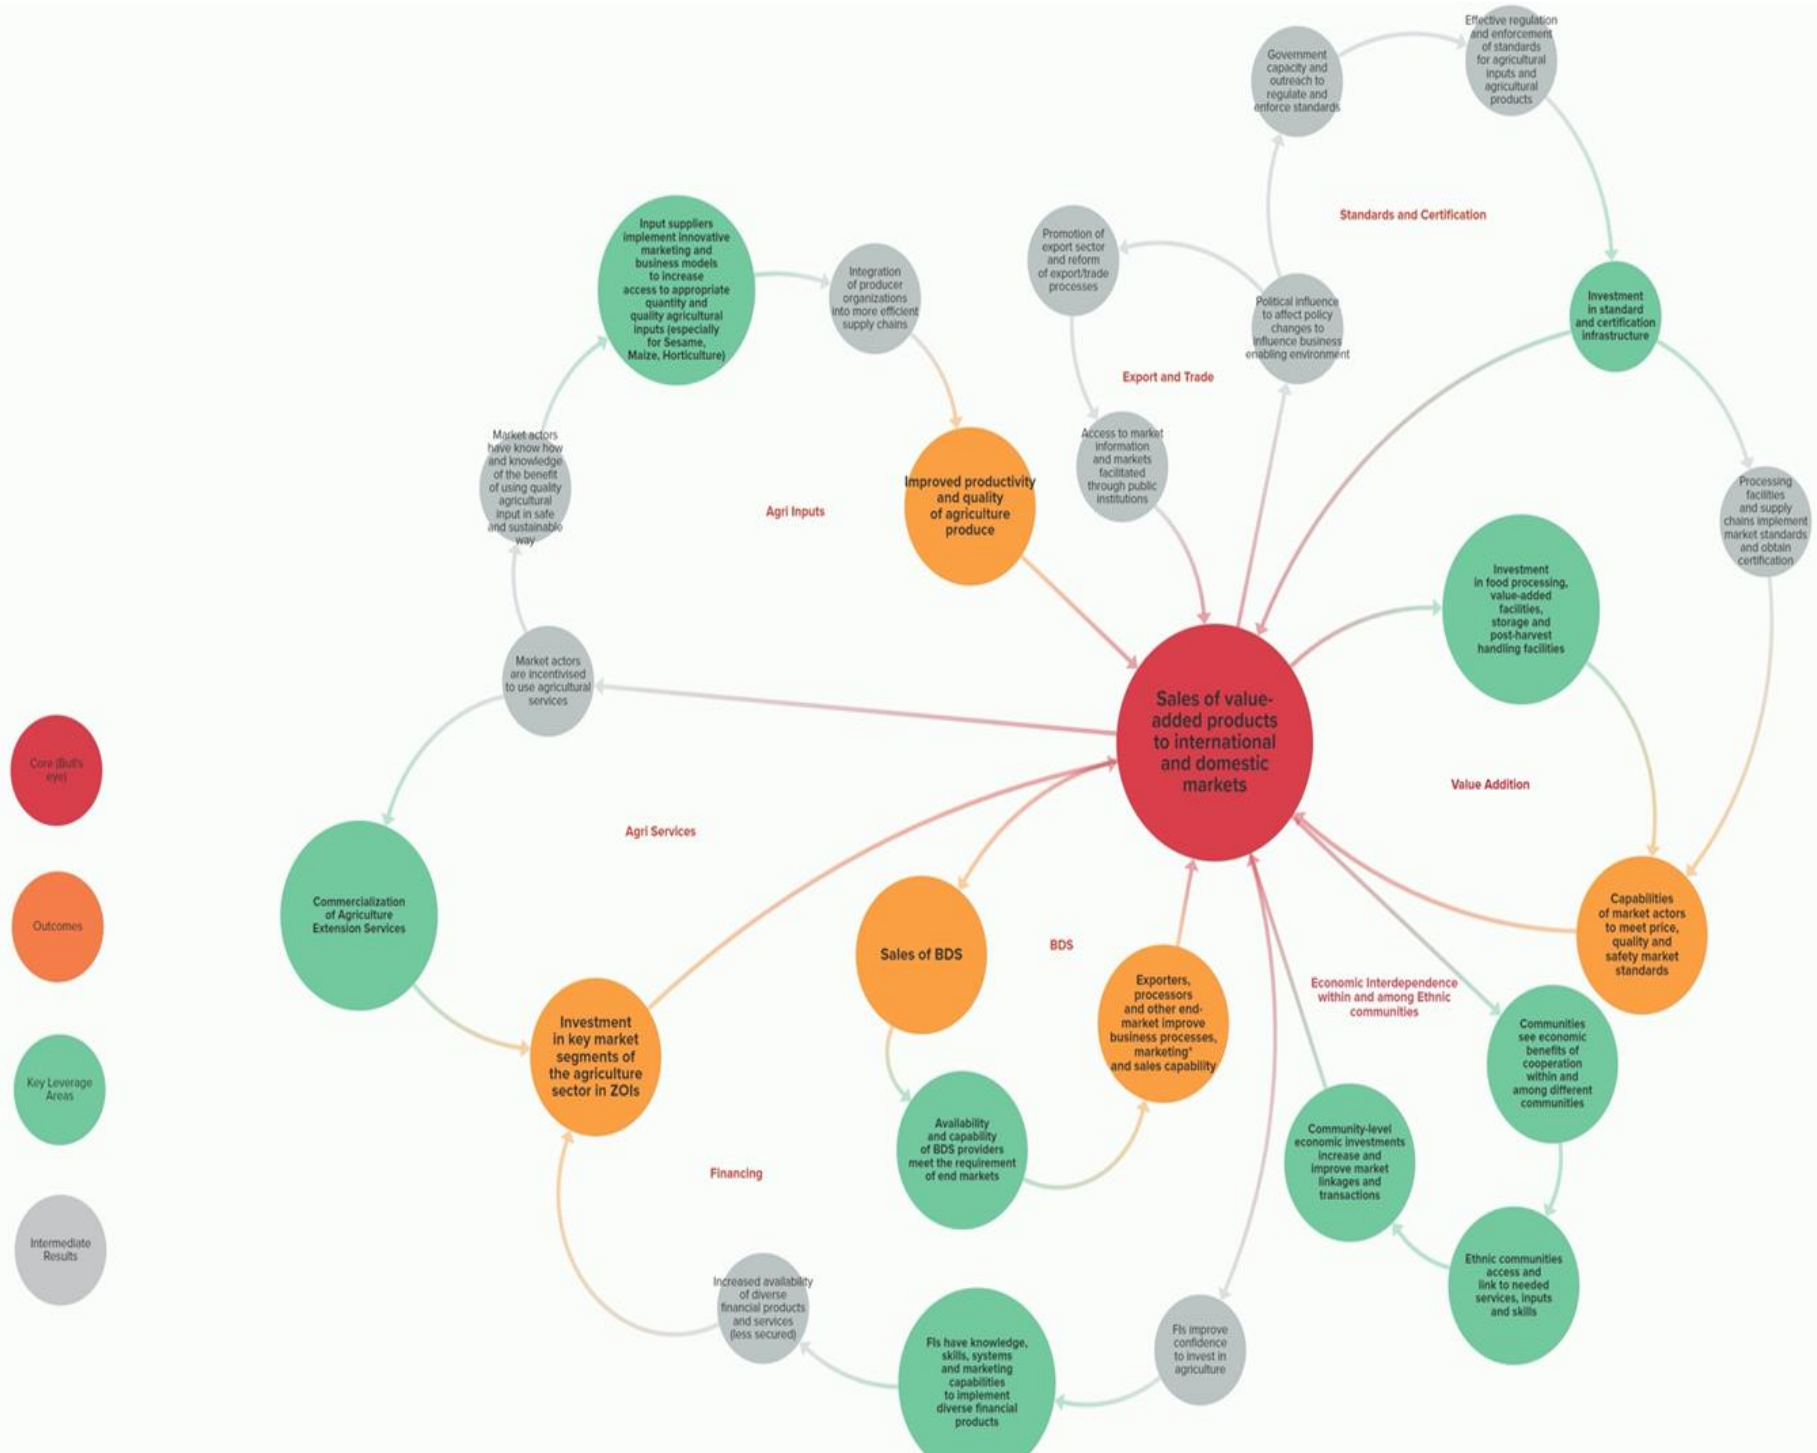 Effective regulation
and enforcement
of standards
for agricultural
inputs and
agricultural
products
Government
capacity and
outreach to
regulate and
enforce standards
Standards and Certification
Input suppliers
implement innovative
marketing and
business models
to increase
access to appropriate
quantity and
quality agricultural
inputs (especially
for Sesame,
Maize, Horticulture)
Integration
of producer
organizations
into more efficient
supply chains
Promotion of
export sector
and reform
of export/trade
processes
Political influence
to affect policy
changes to
influence business
enabling environment
Investment
in standard
and certification
infrastructure
Export and Trade
Market actors
have know how
and knowledge
of the benefit
of using quality
agricultural
input in safe
and sustainable
way
Agri Inputs
Improved productivity
and quality
of agriculture
produce
Access to market
information
and markets
facilitated
through public
institutions
Processing
facilities
and supply
chains implement
market standards
and obtain
certification
Investment
in food processing,
value-added
facilities,
storage and
post-harvest
handling facilities
Market actors
are incentivised
to use agricultural
services
Sales of value-
added products
to international
and domestic
markets
Value Addition
Core (Bull's
eye)
Agri Services
Outcomes
Commercialization
of Agriculture
Extension Services
Sales of BDS
BDS
Capabilities
of market actors
to meet price,
quality and
safety market
standards
Exporters,
processors
and other end-
market improve
business processes,
marketing*
and sales capability
Economic Interdependence
within and among Ethnic
communities
Investment
in key market
segments of
the agriculture
sector in ZOIs
Communities
see economic
benefits of
cooperation
within and
among different
communities
Key Leverage
Areas
Availability
and capability
of BDS providers
meet the requirement
of end markets
Community-level
economic investments
increase and
improve market
linkages and
transactions
Financing
Intermediate
Results
Ethnic communities
access and
link to needed
services, inputs
and skills
Increased availability
of diverse
financial products
and services
(less secured)
FIs have knowledge,
skills, systems
and marketing
capabilities
to implement
diverse financial
products
FIs improve
confidence
to invest in
agriculture